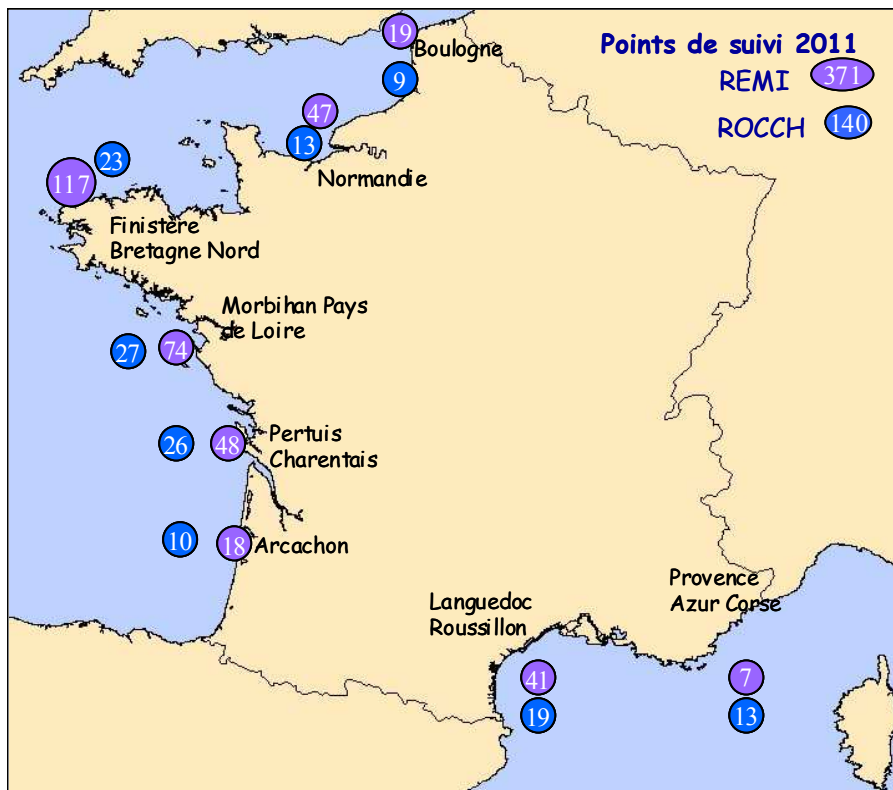 19
Boulogne
Points de suivi 2011
REMI 371
9
ROCCH 140
47
13
Normandie
23
117
Finistère
Bretagne Nord
Morbihan Pays
de Loire
27
74
26
48
Pertuis
Charentais
10
18
Arcachon
Provence
Azur Corse
Languedoc
Roussillon
41
7
19
13